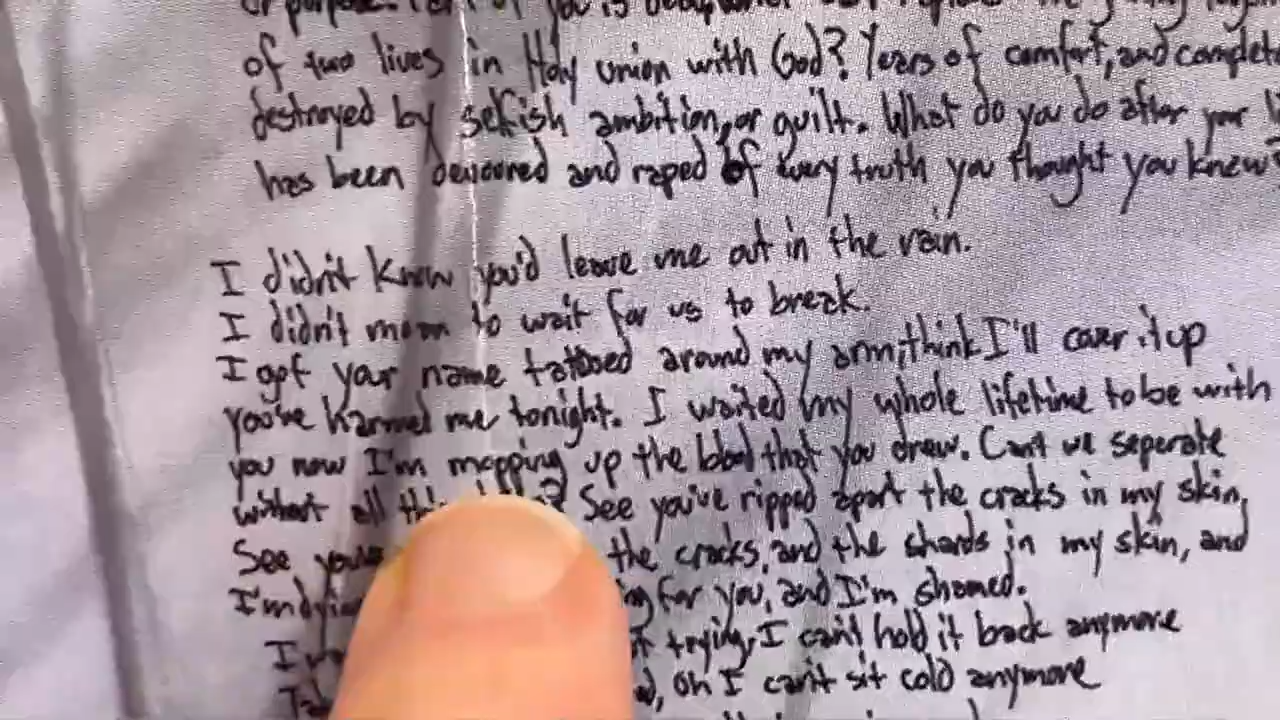 of two lives in Holy union with God? Years of comfort, and complete
destroyed by selfish ambition, or guilt. What do you do after your
has been devoured and raped of every truth you thought you knew?
I didn't know you'd leave me out in the rain.
I didn't mean to wait for us to break.
I got your name tattooed around my arm, think I'll cover it up
you've harmed me tonight. I waited my whole lifetime to be with
you now I'm mopping up the blood that you drew. Can't we seperate
without all this See you've ripped apart the cracks in my skin,
See you've the cracks, and the shards in my skin, and
I'm dying for you, and I'm shamed.
I trying, I can't hold it back anymore
oh I can't sit cold anymore